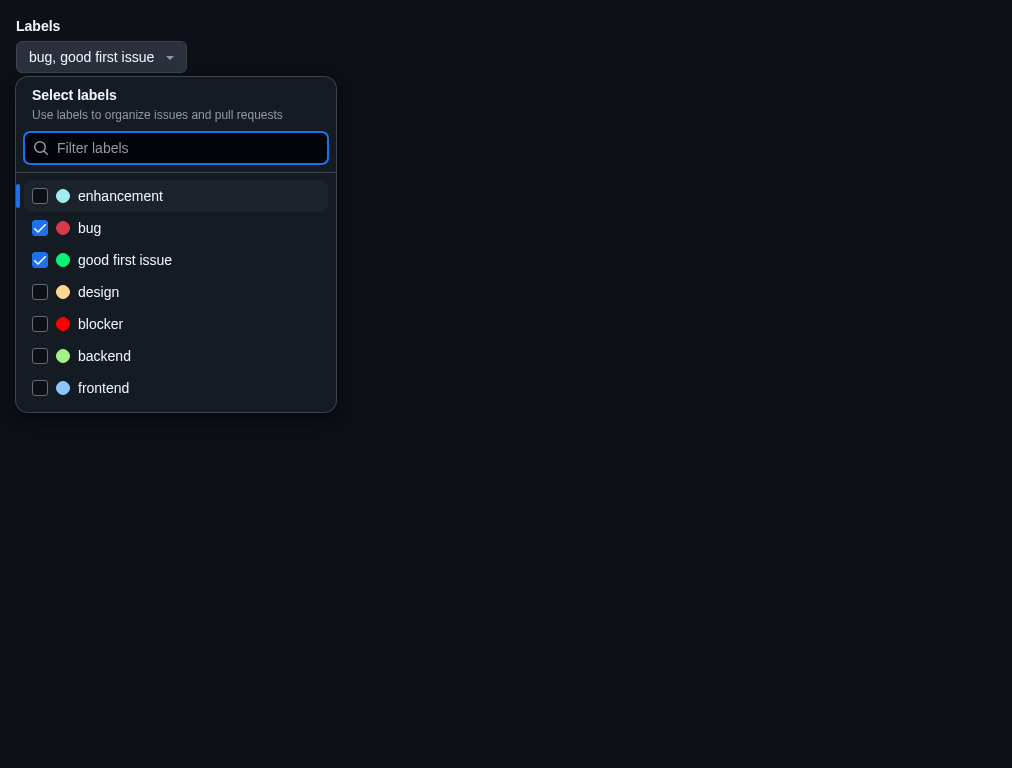 Labels
bug, good first issue
Select labels
Use labels to organize issues and pull requests
Filter labels
enhancement
bug
good first issue
design
blocker
backend
frontend